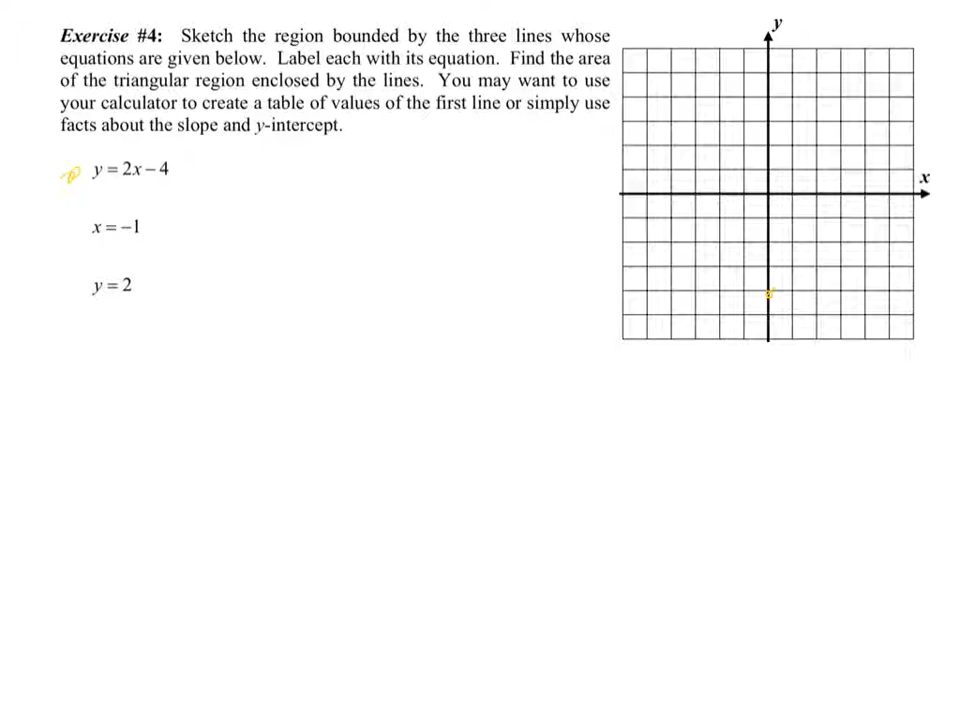 Exercise #4: Sketch the region bounded by the three lines whose
equations are given below. Label each with its equation. Find the area
of the triangular region enclosed by the lines. You may want to use
your calculator to create a table of values of the first line or simply use
facts about the slope and y-intercept.
y = 2x – 4
x = –1
y = 2
y
x